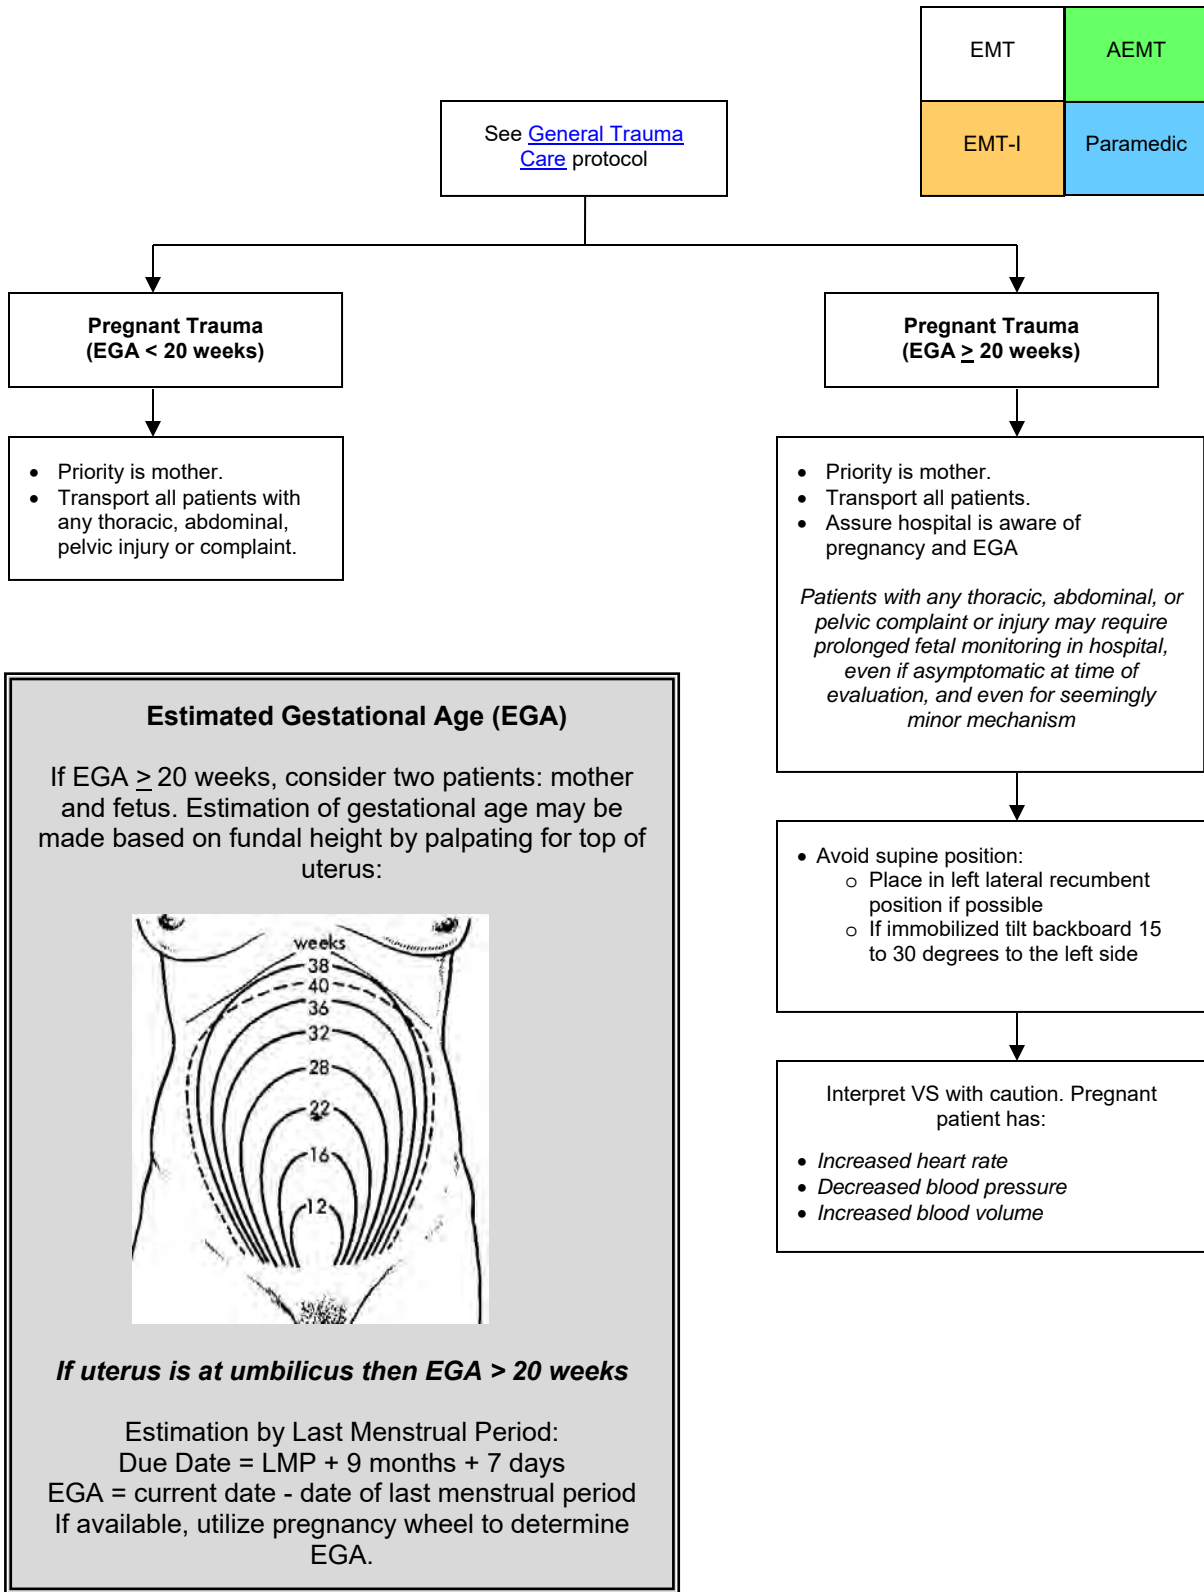 EMT
AEMT
EMT-I
Paramedic
See General Trauma
Care protocol
Pregnant Trauma
(EGA < 20 weeks)
Pregnant Trauma
(EGA ≥ 20 weeks)
• Priority is mother.
• Transport all patients with
any thoracic, abdominal,
pelvic injury or complaint.
• Priority is mother.
• Transport all patients.
• Assure hospital is aware of
pregnancy and EGA
Patients with any thoracic, abdominal, or
pelvic complaint or injury may require
prolonged fetal monitoring in hospital,
even if asymptomatic at time of
evaluation, and even for seemingly
minor mechanism
• Avoid supine position:
o Place in left lateral recumbent
position if possible
o If immobilized tilt backboard 15
to 30 degrees to the left side
Interpret VS with caution. Pregnant
patient has:
• Increased heart rate
• Decreased blood pressure
• Increased blood volume
Estimated Gestational Age (EGA)
If EGA ≥ 20 weeks, consider two patients: mother
and fetus. Estimation of gestational age may be
made based on fundal height by palpating for top of
uterus:
weeks
38
40
36
32
28
22
16
12
If uterus is at umbilicus then EGA > 20 weeks
Estimation by Last Menstrual Period:
Due Date = LMP + 9 months + 7 days
EGA = current date - date of last menstrual period
If available, utilize pregnancy wheel to determine
EGA.